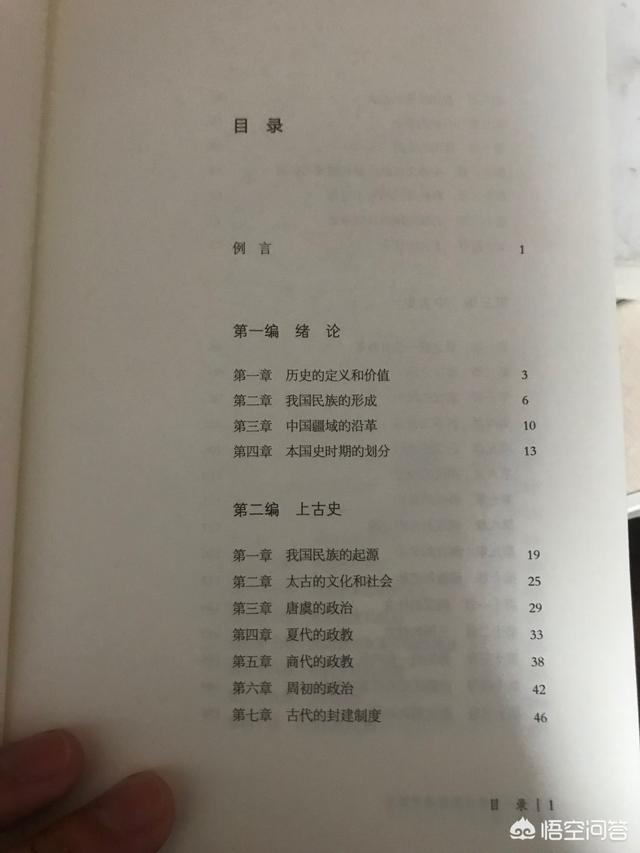 目 录
例 言 1
第一编 绪 论
第一章 历史的定义和价值 3
第二章 我国民族的形成 6
第三章 中国疆域的沿革 10
第四章 本国史时期的划分 13
第二编 上古史
第一章 我国民族的起源 19
第二章 太古的文化和社会 25
第三章 唐虞的政治 29
第四章 夏代的政教 33
第五章 商代的政教 38
第六章 周初的政治 42
第七章 古代的封建制度 46
目 录 | 1
悟空问答